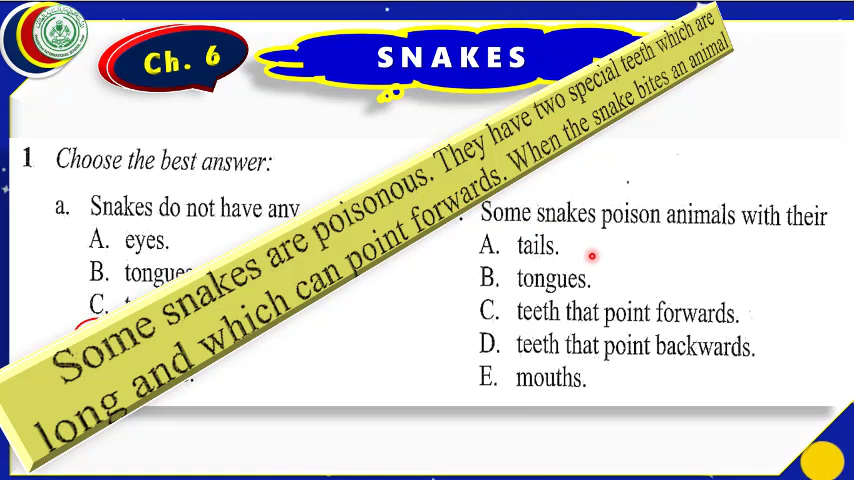 Ch. 6
SNAKES
Some snakes are poisonous. They have two special teeth which are
long and which can point forwards. When the snake bites an animal
1 Choose the best answer:
a. Snakes do not have any
A. eyes.
B. tongues
C.
Some snakes poison animals with their
A. tails.
B. tongues.
C. teeth that point forwards.
D. teeth that point backwards.
E. mouths.